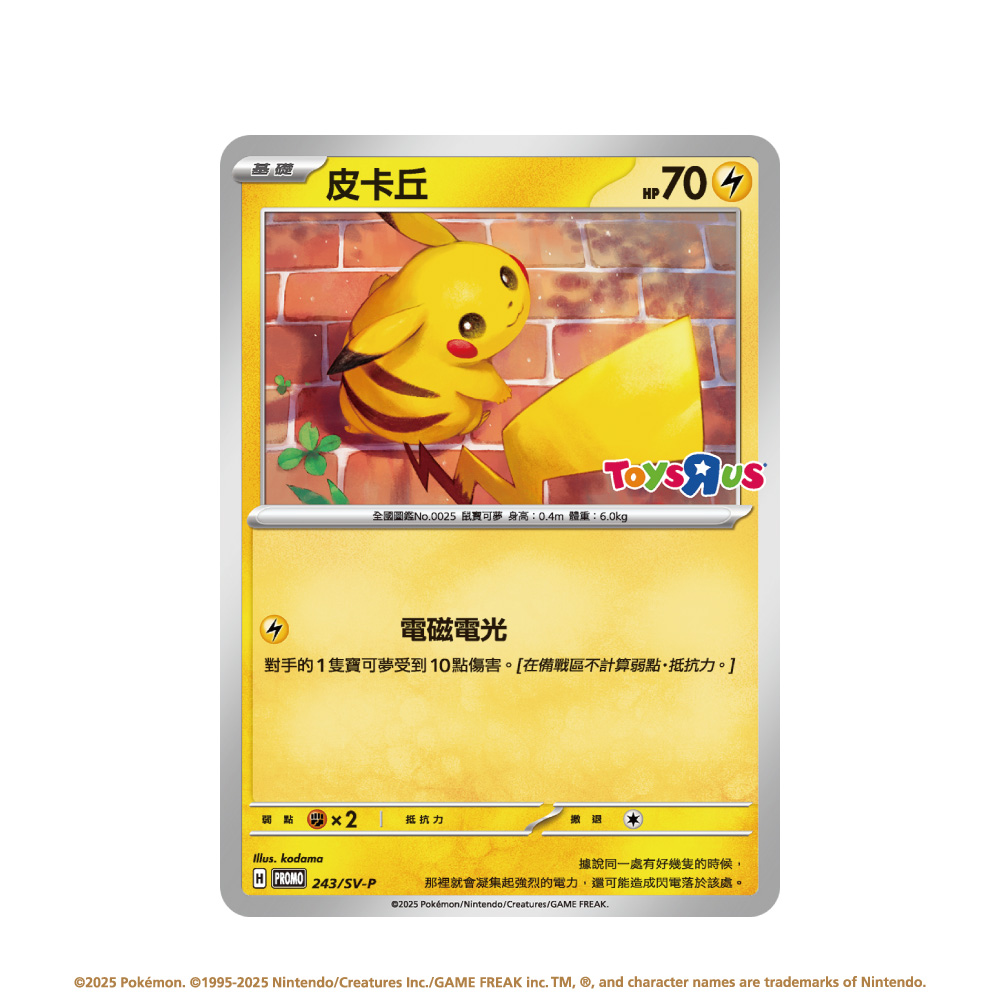 基礎
皮卡丘
HP 70
ToysЯus
全國圖鑑No.0025 鼠寶可夢 身高：0.4m 體重：6.0kg
電磁電光
對手的1隻寶可夢受到10點傷害。[在備戰區不計算弱點･抵抗力。]
弱點 ×2 抵抗力 撤退
Illus. kodama
據說同一處有好幾隻的時候，
H PROMO 243/SV-P 那裡就會凝集起強烈的電力，還可能造成閃電落於該處。
©2025 Pokémon/Nintendo/Creatures/GAME FREAK.
©2025 Pokémon. ©1995-2025 Nintendo/Creatures Inc./GAME FREAK inc. TM, ®, and character names are trademarks of Nintendo.